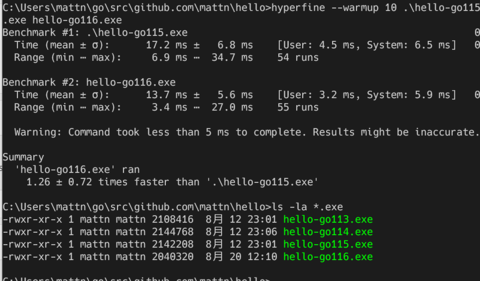 C:\Users\mattn\go\src\github.com\mattn\hello>hyperfine --warmup 10 .\hello-go115
.exe hello-go116.exe
Benchmark #1: .\hello-go115.exe 0
Time (mean ± σ): 17.2 ms ± 6.8 ms [User: 4.5 ms, System: 6.5 ms]
Range (min … max): 6.9 ms … 34.7 ms 54 runs
Benchmark #2: hello-go116.exe 0
Time (mean ± σ): 13.7 ms ± 5.6 ms [User: 3.2 ms, System: 5.9 ms]
Range (min … max): 3.4 ms … 27.0 ms 55 runs
Warning: Command took less than 5 ms to complete. Results might be inaccurate.
Summary
'hello-go116.exe' ran
1.26 ± 0.72 times faster than '.\hello-go115.exe'
C:\Users\mattn\go\src\github.com\mattn\hello>ls -la *.exe
-rwxr-xr-x 1 mattn mattn 2108416 8月 12 23:01 hello-go113.exe
-rwxr-xr-x 1 mattn mattn 2144768 8月 12 23:06 hello-go114.exe
-rwxr-xr-x 1 mattn mattn 2142208 8月 12 23:01 hello-go115.exe
-rwxr-xr-x 1 mattn mattn 2040320 8月 20 12:10 hello-go116.exe
C:\Users\mattn\go\src\github.com\mattn\hello>